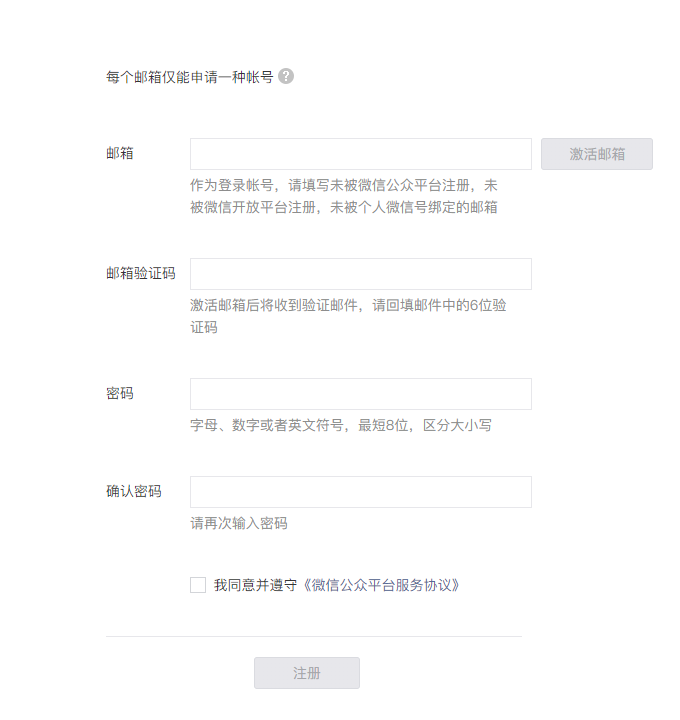 每个邮箱仅能申请一种帐号 ?
邮箱
激活邮箱
作为登录帐号，请填写未被微信公众平台注册，未
被微信开放平台注册，未被个人微信号绑定的邮箱
邮箱验证码
激活邮箱后将收到验证邮件，请回填邮件中的6位验
证码
密码
字母、数字或者英文符号，最短8位，区分大小写
确认密码
请再次输入密码
我同意并遵守《微信公众平台服务协议》
注册